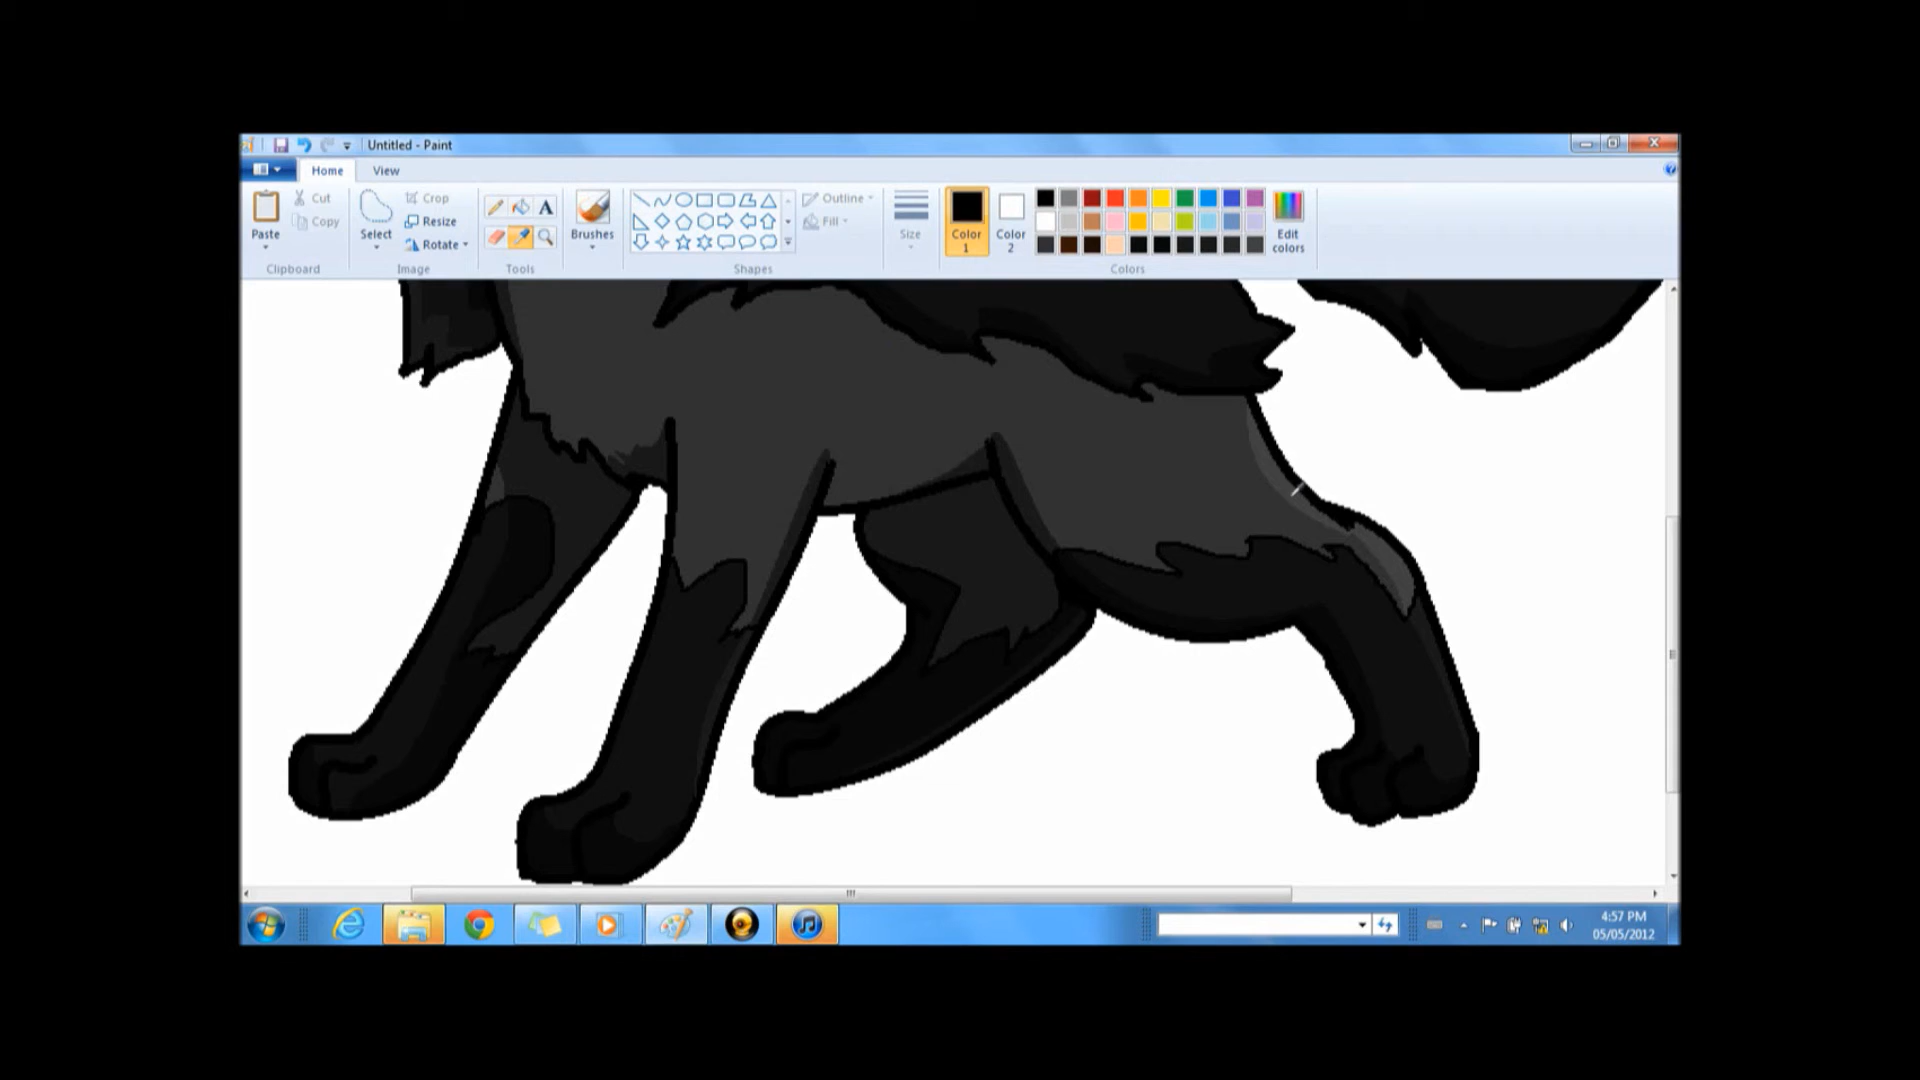 Untitled - Paint
Home View
Paste
Cut
Copy
Clipboard
Select
Crop
Resize
Rotate
Image
A
Tools
Brushes
Outline
Fill
Shapes
Size
Color 1
Color 2
Edit colors
Colors
4:57 PM
05/05/2012